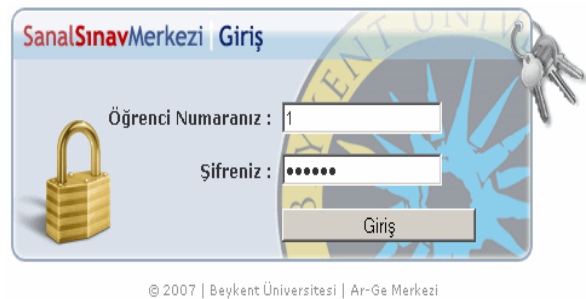 SanalSınavMerkezi | Giriş
Öğrenci Numaranız : 1
Şifreniz : ••••••
Giriş
© 2007 | Beykent Üniversitesi | Ar-Ge Merkezi